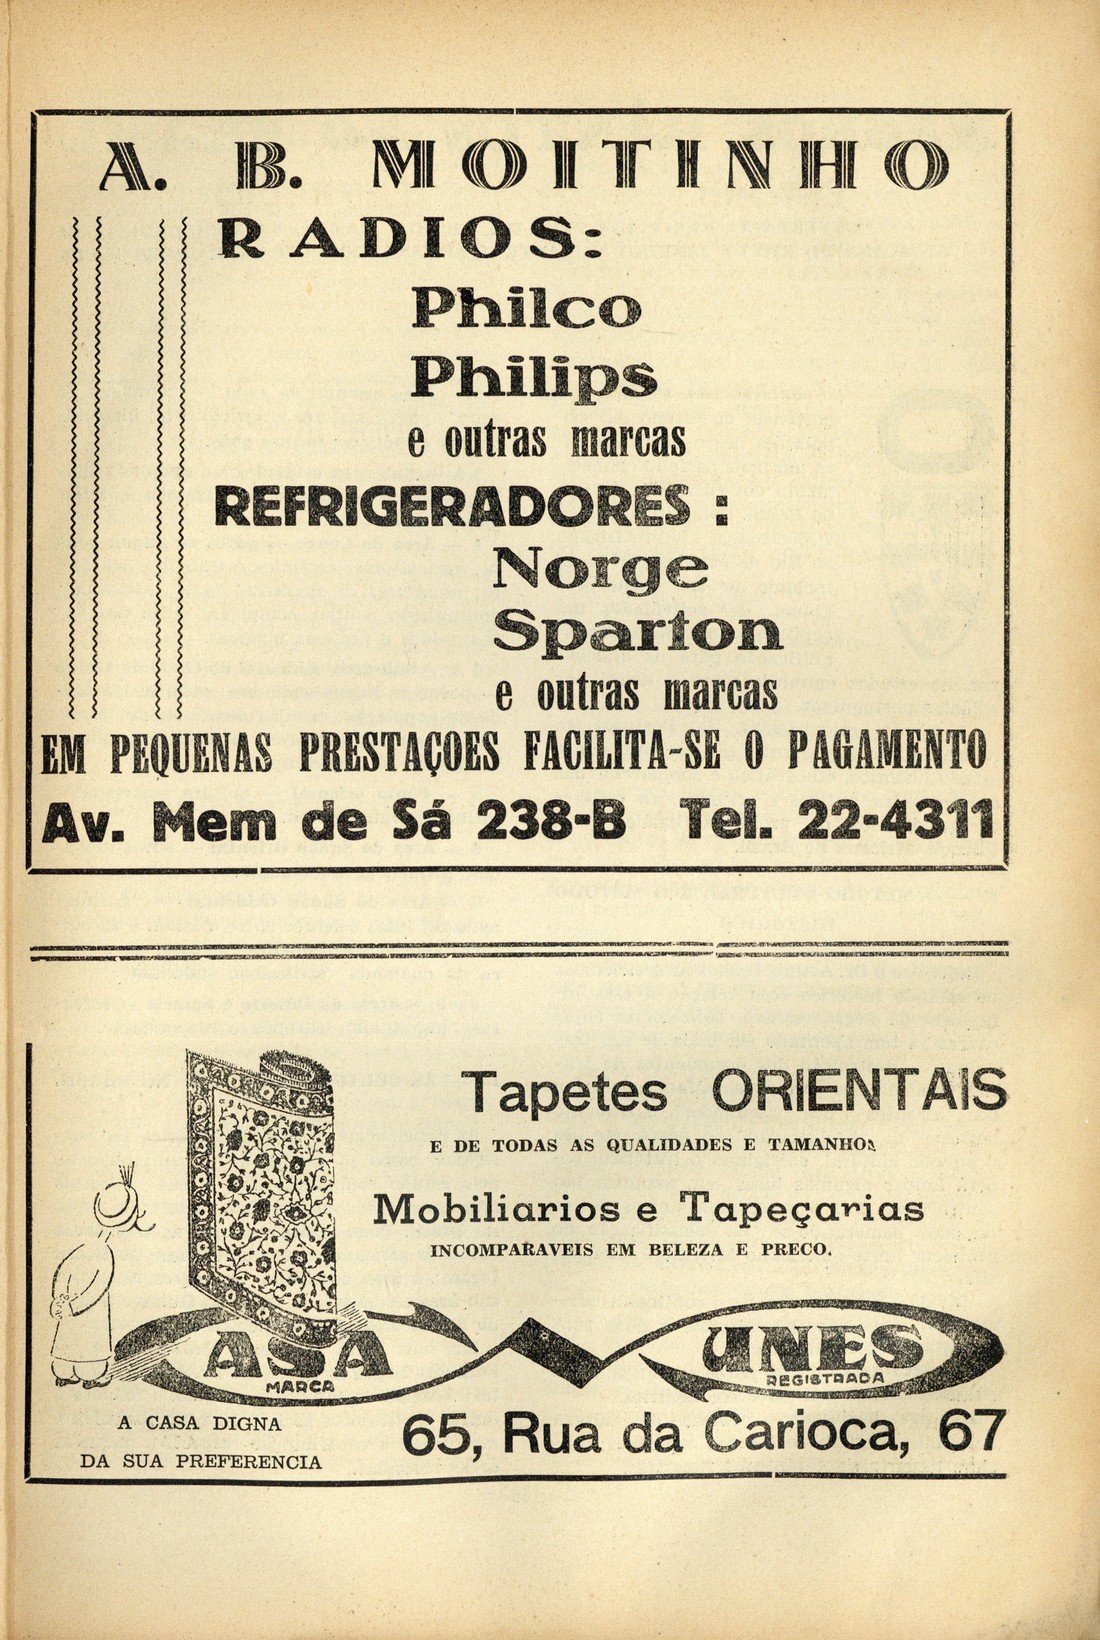 A. B. MOITINHO
RADIOS:
Philco
Philips
e outras marcas
REFRIGERADORES :
Norge
Sparton
e outras marcas
EM PEQUENAS PRESTAÇOES FACILITA-SE O PAGAMENTO
Av. Mem de Sá 238-B Tel. 22-4311
Tapetes ORIENTAIS
E DE TODAS AS QUALIDADES E TAMANHOS
Mobiliarios e Tapeçarias
INCOMPARAVEIS EM BELEZA E PRECO.
ASA UNES
MARCA REGISTRADA
A CASA DIGNA
DA SUA PREFERENCIA
65, Rua da Carioca, 67